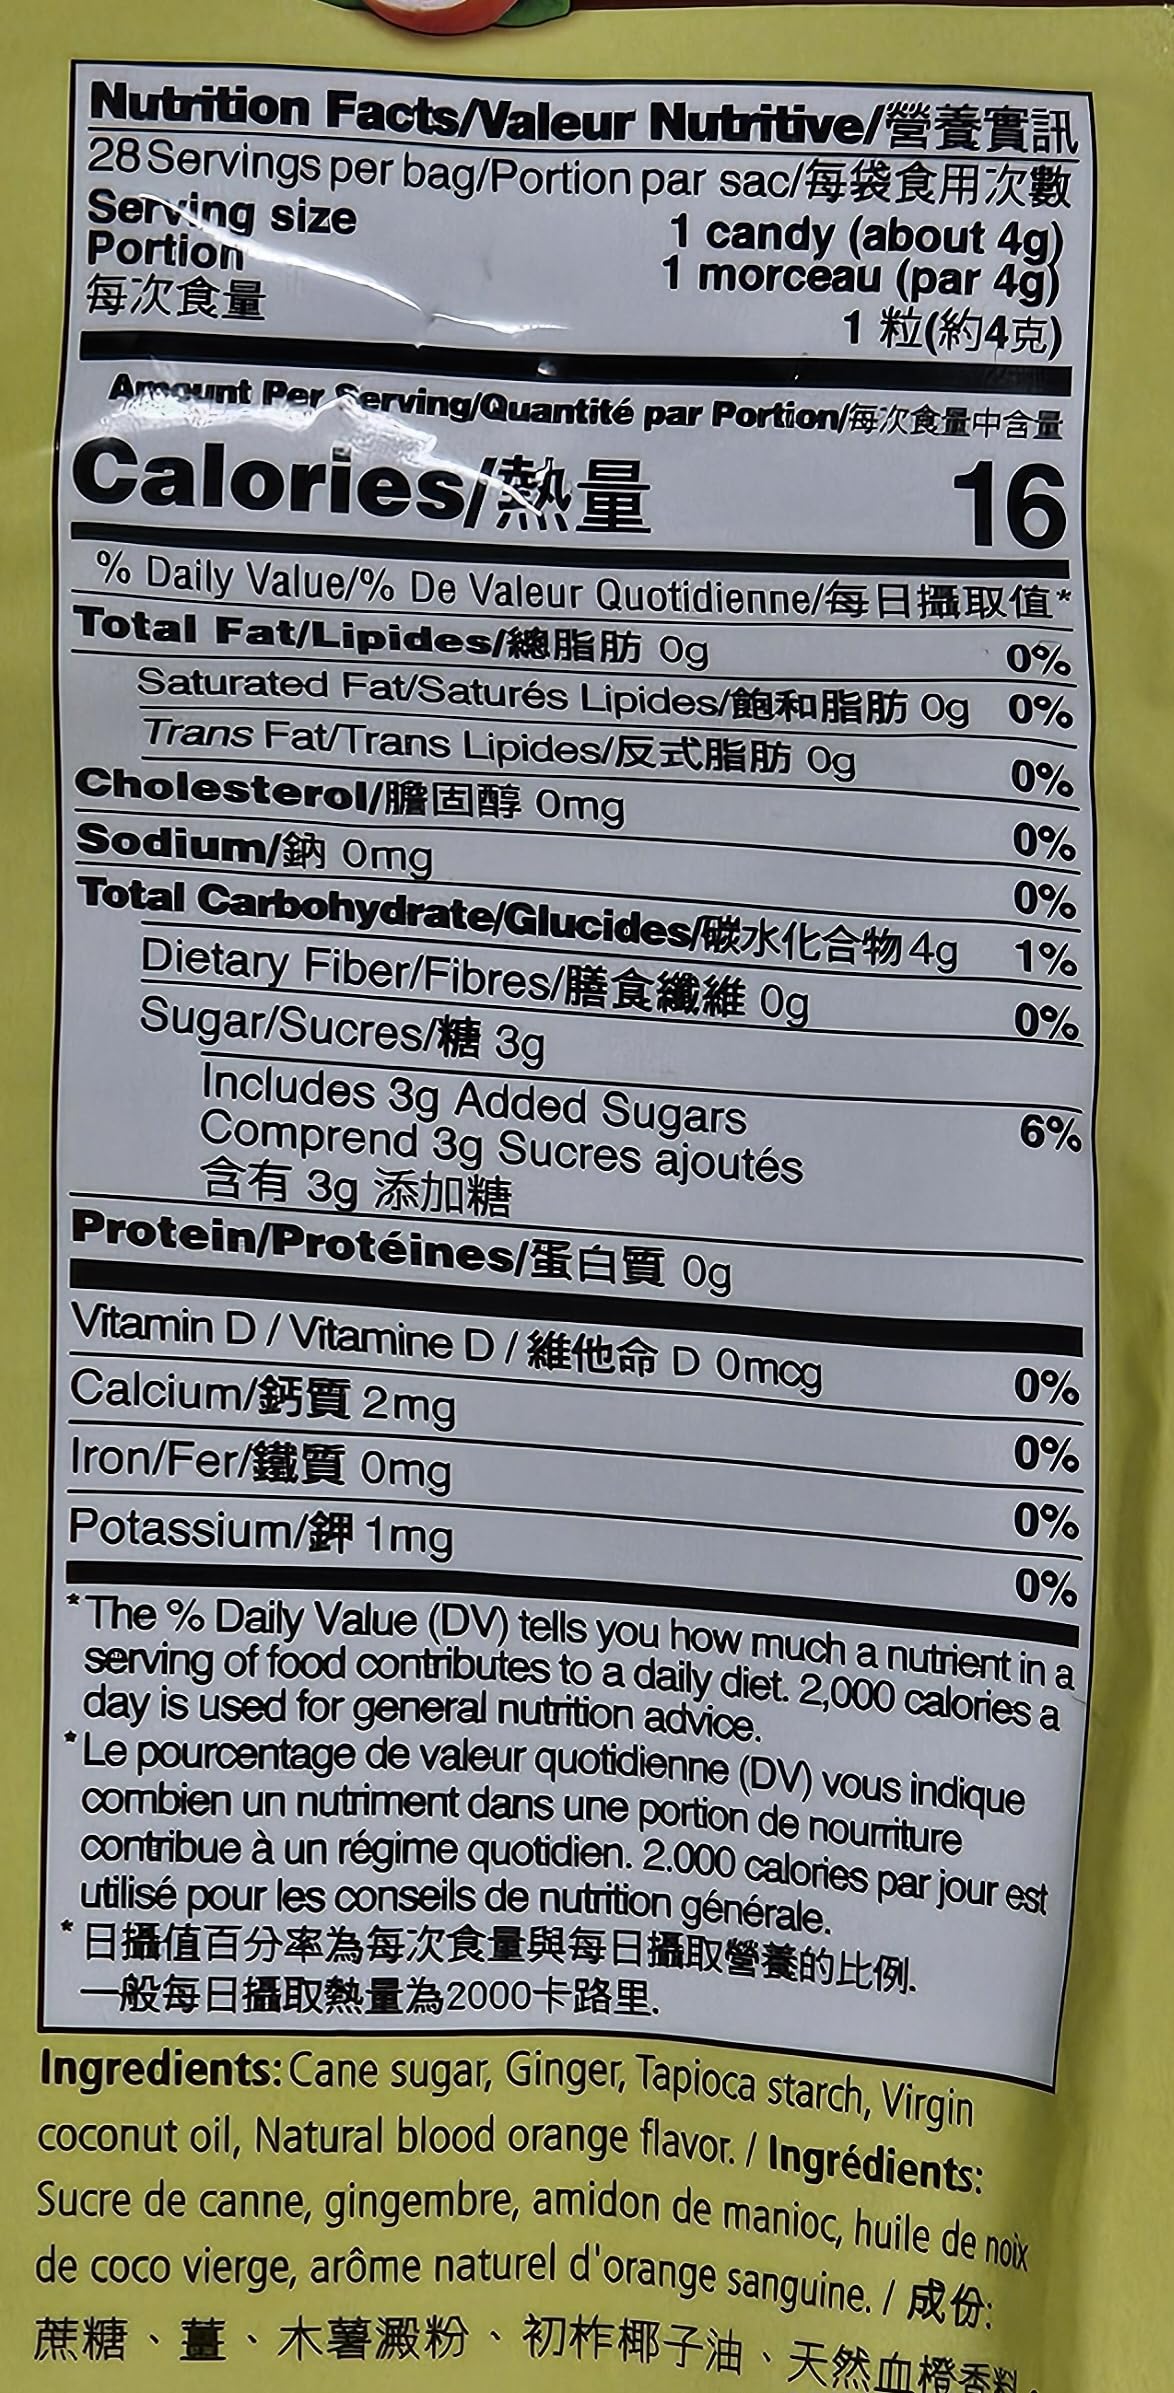 Nutrition Facts/Valeur Nutritive/營養實訊
28 Servings per bag/Portion par sac/每袋食用次數
Serving size 1 candy (about 4g)
Portion 1 morceau (par 4g)
每次食量 1 粒(約4克)
Amount Per Serving/Quantité par Portion/每次食量中含量
Calories/熱量 16
% Daily Value/% De Valeur Quotidienne/每日攝取值*
Total Fat/Lipides/總脂肪 0g 0%
Saturated Fat/Saturés Lipides/飽和脂肪 0g 0%
Trans Fat/Trans Lipides/反式脂肪 0g 0%
Cholesterol/膽固醇 0mg 0%
Sodium/鈉 0mg 0%
Total Carbohydrate/Glucides/碳水化合物 4g 1%
Dietary Fiber/Fibres/膳食纖維 0g 0%
Sugar/Sucres/糖 3g
Includes 3g Added Sugars 6%
Comprend 3g Sucres ajoutés
含有 3g 添加糖
Protein/Protéines/蛋白質 0g
Vitamin D / Vitamine D / 維他命 D 0mcg 0%
Calcium/鈣質 2mg 0%
Iron/Fer/鐵質 0mg 0%
Potassium/鉀 1mg 0%
*The % Daily Value (DV) tells you how much a nutrient in a
serving of food contributes to a daily diet. 2,000 calories a
day is used for general nutrition advice.
*Le pourcentage de valeur quotidienne (DV) vous indique
combien un nutriment dans une portion de nourriture
contribue à un régime quotidien. 2.000 calories par jour est
utilisé pour les conseils de nutrition générale.
*日攝值百分率為每次食量與每日攝取營養的比例.
一般每日攝取熱量為2000卡路里.
Ingredients: Cane sugar, Ginger, Tapioca starch, Virgin
coconut oil, Natural blood orange flavor. / Ingrédients:
Sucre de canne, gingembre, amidon de manioc, huile de noix
de coco vierge, arôme naturel d'orange sanguine. / 成份:
蔗糖、薑、木薯澱粉、初柞椰子油、天然血橙香料.